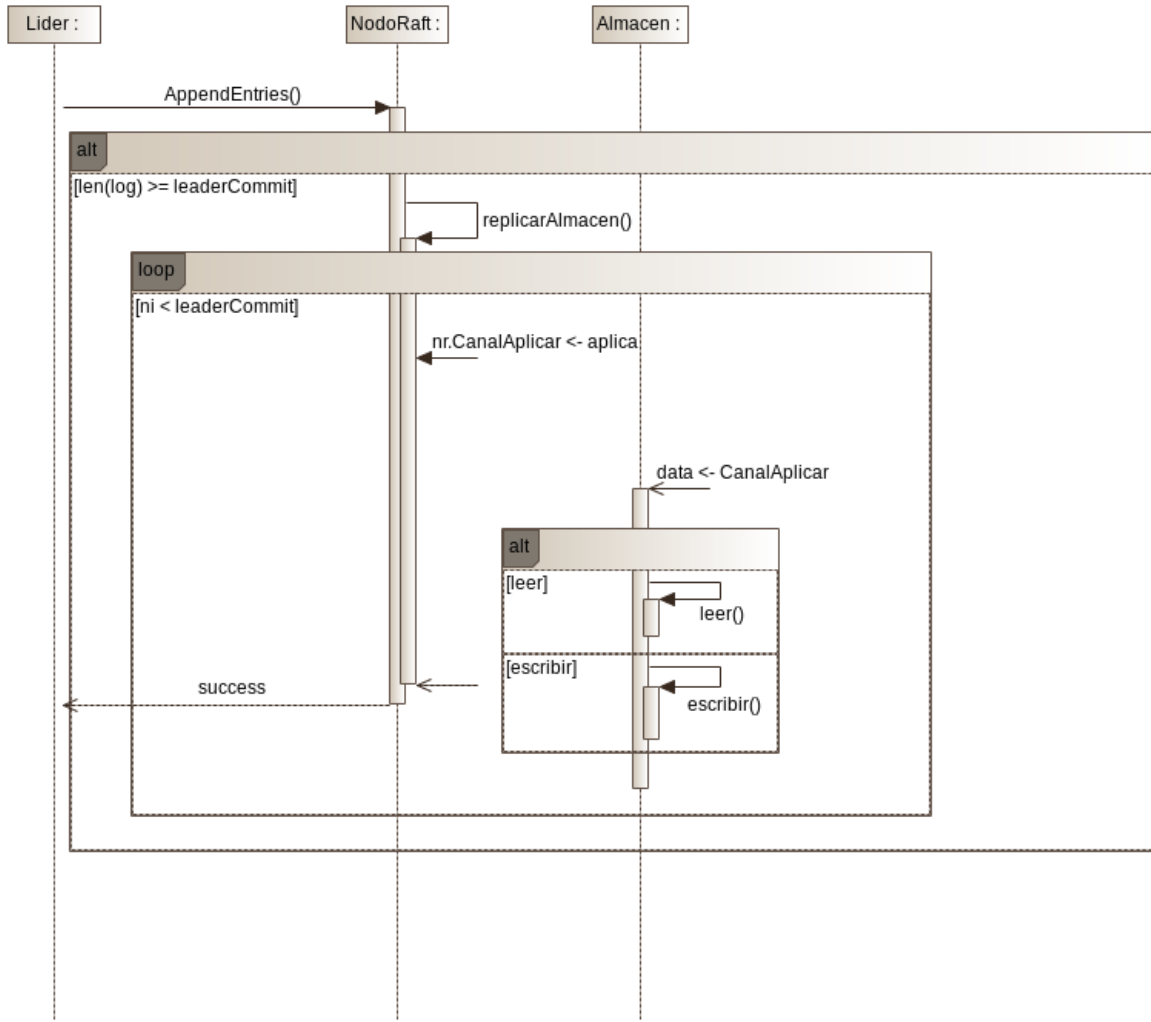 Lider :
NodoRaft :
Almacen :
AppendEntries()
alt
[len(log) >= leaderCommit]
replicarAlmacen()
loop
[ni < leaderCommit]
nr.CanalAplicar <- aplica
data <- CanalAplicar
alt
[leer]
leer()
[escribir]
success
escribir()